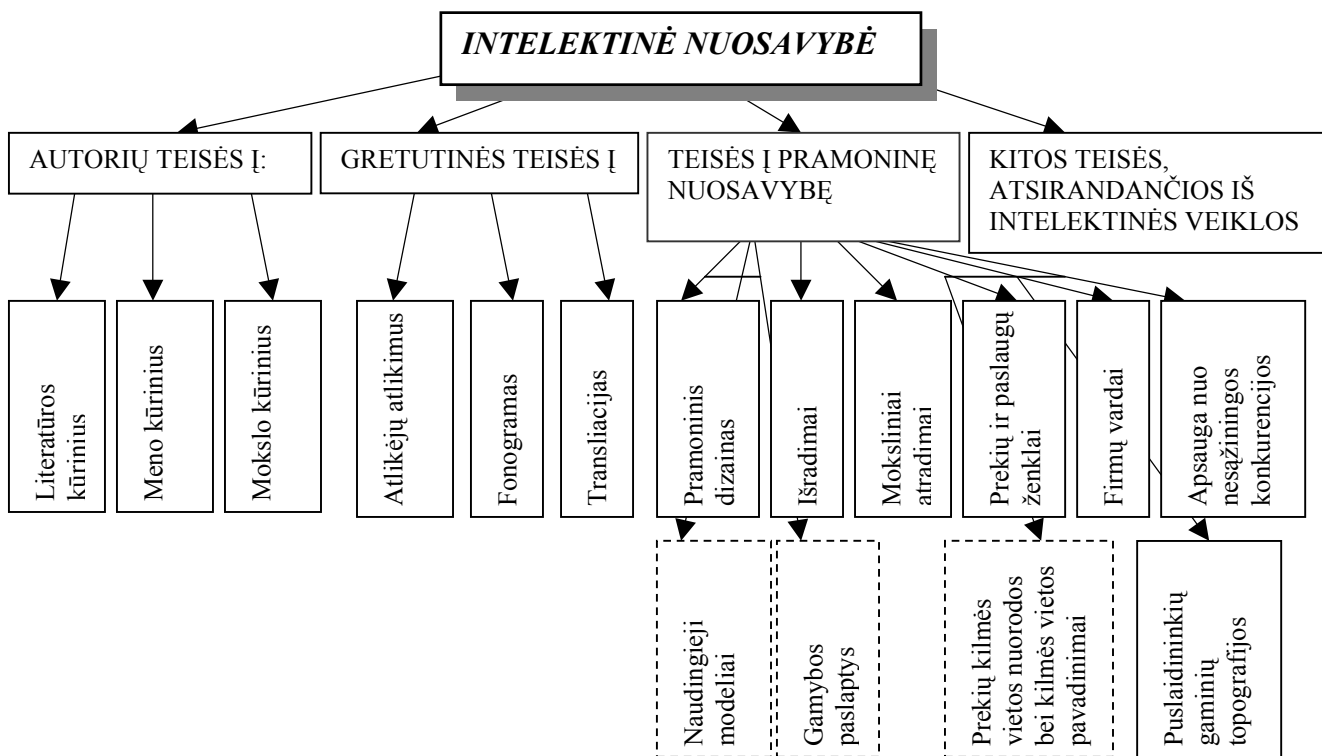 INTELEKTINĖ NUOSAVYBĖ
AUTORIŲ TEISĖS Į:
GRETUTINĖS TEISĖS Į
TEISĖS Į PRAMONINĘ
NUOSAVYBĘ
KITOS TEISĖS,
ATSIRANDANČIOS IŠ
INTELEKTINĖS VEIKLOS
Literatūros
kūrinius
Meno kūrinius
Mokslo kūrinius
Atlikėjų atlikimus
Fonogramas
Transliacijas
Pramoninis
dizainas
Išradimai
Moksliniai
atradimai
Prekių ir paslaugų
ženklai
Firmų vardai
Apsauga nuo
nesąžiningos
konkurencijos
Naudingieji
modeliai
Gamybos
paslaptys
Prekių kilmės
vietos nuorodos
bei kilmės vietos
pavadinimai
Puslaidininkių
gaminių
topografijos